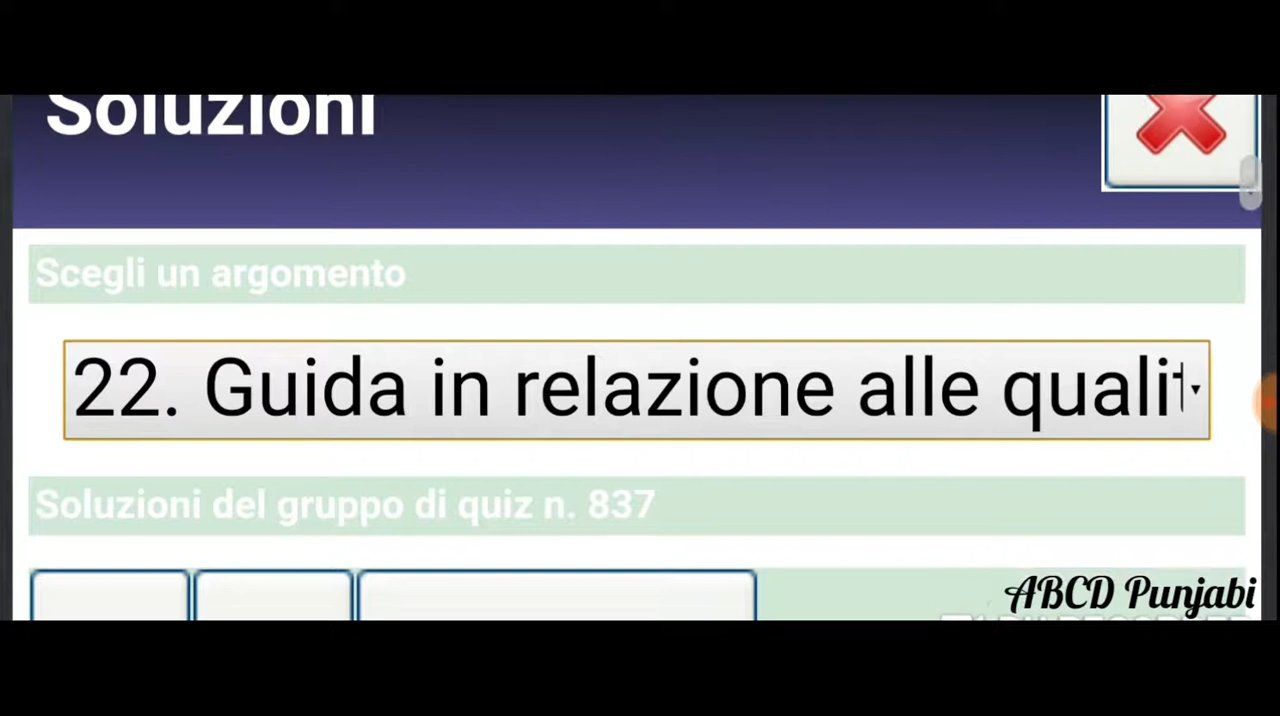 Soluzioni
Scegli un argomento
22. Guida in relazione alle qualit
Soluzioni del gruppo di quiz n. 837
ABCD Punjabi